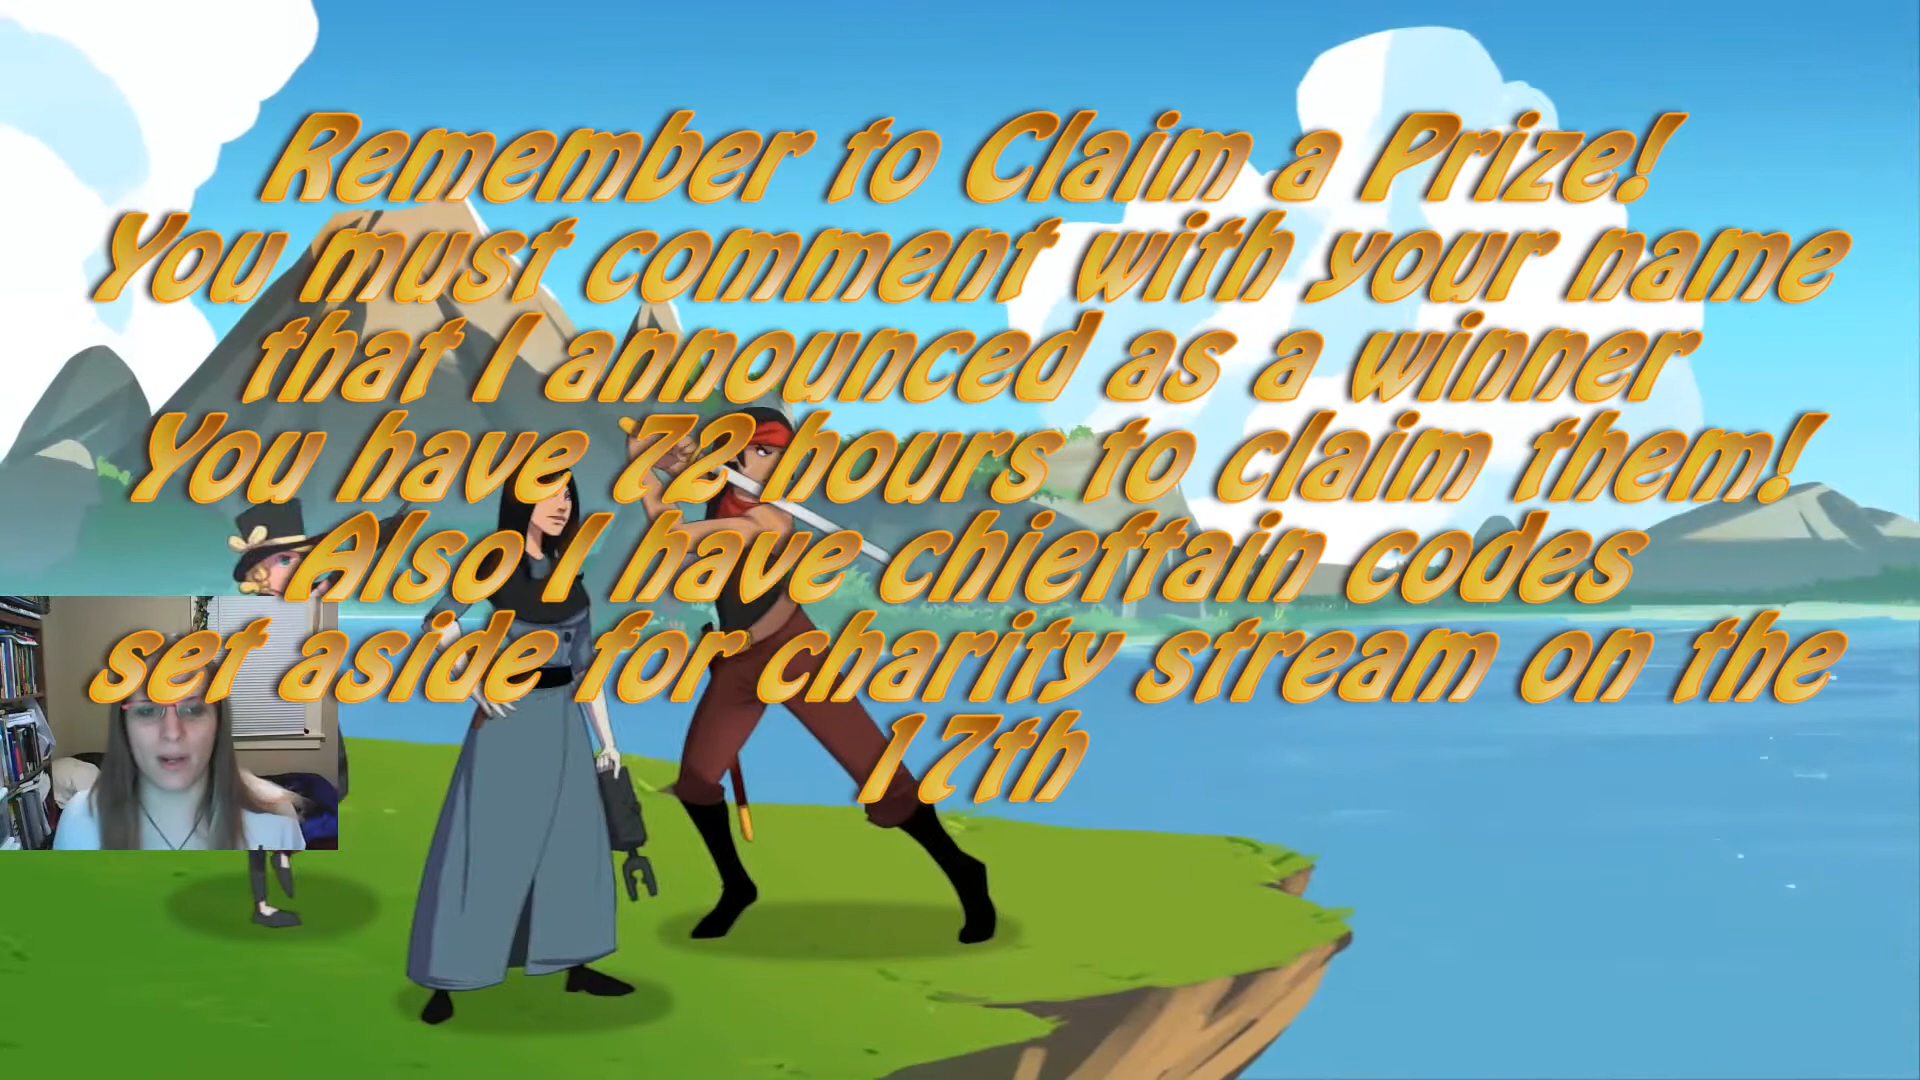 Remember to Claim a Prize!
You must comment with your name
that I announced as a winner
You have 72 hours to claim them!
Also I have chieftain codes
set aside for charity stream on the
17th